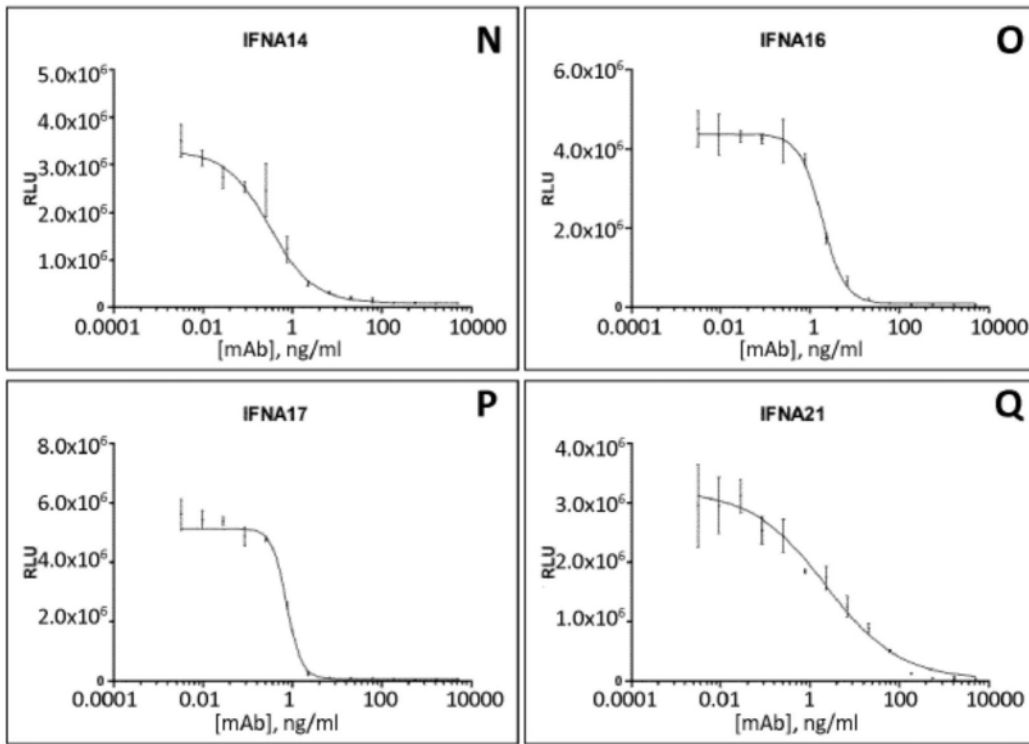 IFNA14 N
5.0x10⁶
4.0x10⁶
3.0x10⁶
2.0x10⁶
1.0x10⁶
0
RLU
0.0001 0.01 1 100 10000
[mAb], ng/ml
IFNA16 O
6.0x10⁶
4.0x10⁶
2.0x10⁶
0
RLU
0.0001 0.01 1 100 10000
[mAb], ng/ml
IFNA17 P
8.0x10⁶
6.0x10⁶
4.0x10⁶
2.0x10⁶
0
RLU
0.0001 0.01 1 100 10000
[mAb], ng/ml
IFNA21 Q
4.0x10⁶
3.0x10⁶
2.0x10⁶
1.0x10⁶
0
RLU
0.0001 0.01 1 100 10000
[mAb], ng/ml